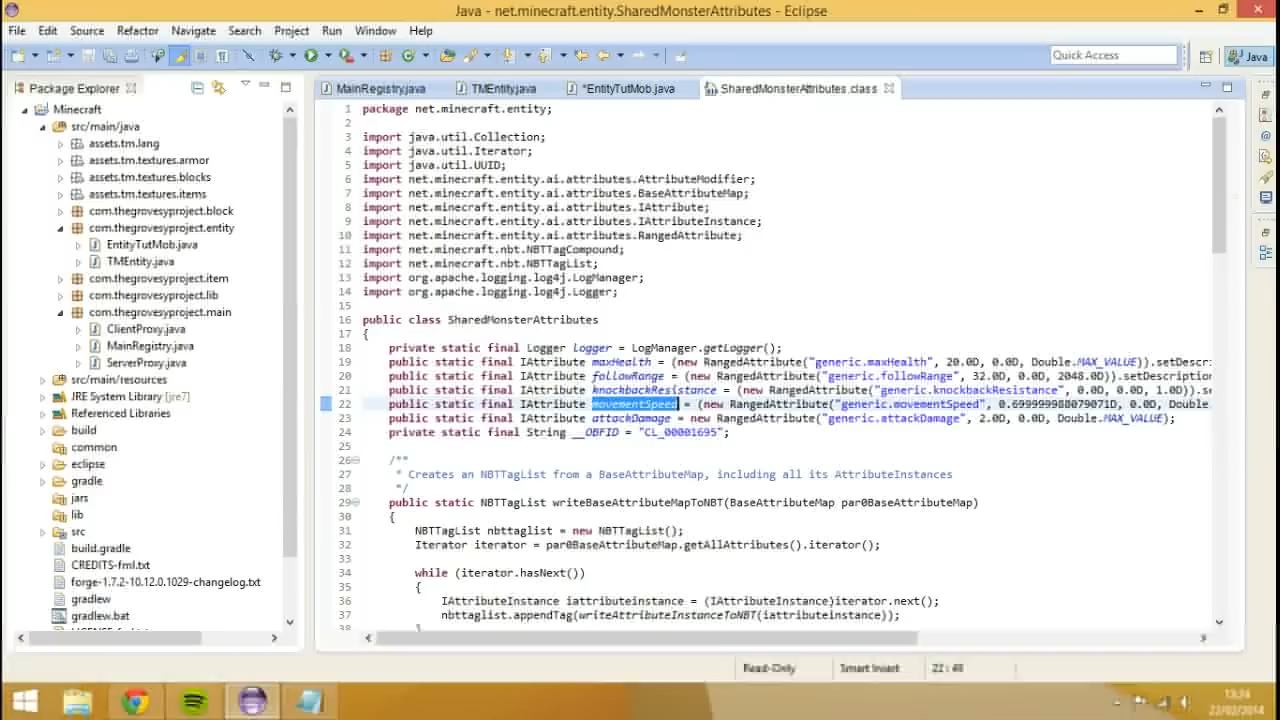 Java - net.minecraft.entity.SharedMonsterAttributes - Eclipse
File Edit Source Refactor Navigate Search Project Run Window Help
Quick Access
Java
Package Explorer
Minecraft
src/main/java
assets.tm.lang
assets.tm.textures.armor
assets.tm.textures.blocks
assets.tm.textures.items
com.thegrovesyproject.block
com.thegrovesyproject.entity
EntityTutMob.java
TMEntity.java
com.thegrovesyproject.item
com.thegrovesyproject.lib
com.thegrovesyproject.main
ClientProxy.java
MainRegistry.java
ServerProxy.java
src/main/resources
JRE System Library [jre7]
Referenced Libraries
build
common
eclipse
gradle
jars
lib
src
build.gradle
CREDITS-fml.txt
forge-1.7.2-10.12.0.1029-changelog.txt
gradlew
gradlew.bat
MainRegistry.java TMEntity.java *EntityTutMob.java SharedMonsterAttributes.class
1 package net.minecraft.entity;
2
3 import java.util.Collection;
4 import java.util.Iterator;
5 import java.util.UUID;
6 import net.minecraft.entity.ai.attributes.AttributeModifier;
7 import net.minecraft.entity.ai.attributes.BaseAttributeMap;
8 import net.minecraft.entity.ai.attributes.IAttribute;
9 import net.minecraft.entity.ai.attributes.IAttributeInstance;
10 import net.minecraft.entity.ai.attributes.RangedAttribute;
11 import net.minecraft.nbt.NBTTagCompound;
12 import net.minecraft.nbt.NBTTagList;
13 import org.apache.logging.log4j.LogManager;
14 import org.apache.logging.log4j.Logger;
15
16 public class SharedMonsterAttributes
17 {
18 private static final Logger logger = LogManager.getLogger();
19 public static final IAttribute maxHealth = (new RangedAttribute("generic.maxHealth", 20.0D, 0.0D, Double.MAX_VALUE)).setDescri
20 public static final IAttribute followRange = (new RangedAttribute("generic.followRange", 32.0D, 0.0D, 2048.0D)).setDescription
21 public static final IAttribute knockbackResistance = (new RangedAttribute("generic.knockbackResistance", 0.0D, 0.0D, 1.0D)).se
22 public static final IAttribute movementSpeed = (new RangedAttribute("generic.movementSpeed", 0.699999988079071D, 0.0D, Double
23 public static final IAttribute attackDamage = new RangedAttribute("generic.attackDamage", 2.0D, 0.0D, Double.MAX_VALUE);
24 private static final String __OBFID = "CL_00001695";
25
26 /**
27 * Creates an NBTTagList from a BaseAttributeMap, including all its AttributeInstances
28 */
29 public static NBTTagList writeBaseAttributeMapToNBT(BaseAttributeMap par0BaseAttributeMap)
30 {
31 NBTTagList nbttaglist = new NBTTagList();
32 Iterator iterator = par0BaseAttributeMap.getAllAttributes().iterator();
33
34 while (iterator.hasNext())
35 {
36 IAttributeInstance iattributeinstance = (IAttributeInstance)iterator.next();
37 nbttaglist.appendTag(writeAttributeInstanceToNBT(iattributeinstance));
38 }
Read-Only Smart Insert
22/02/2014